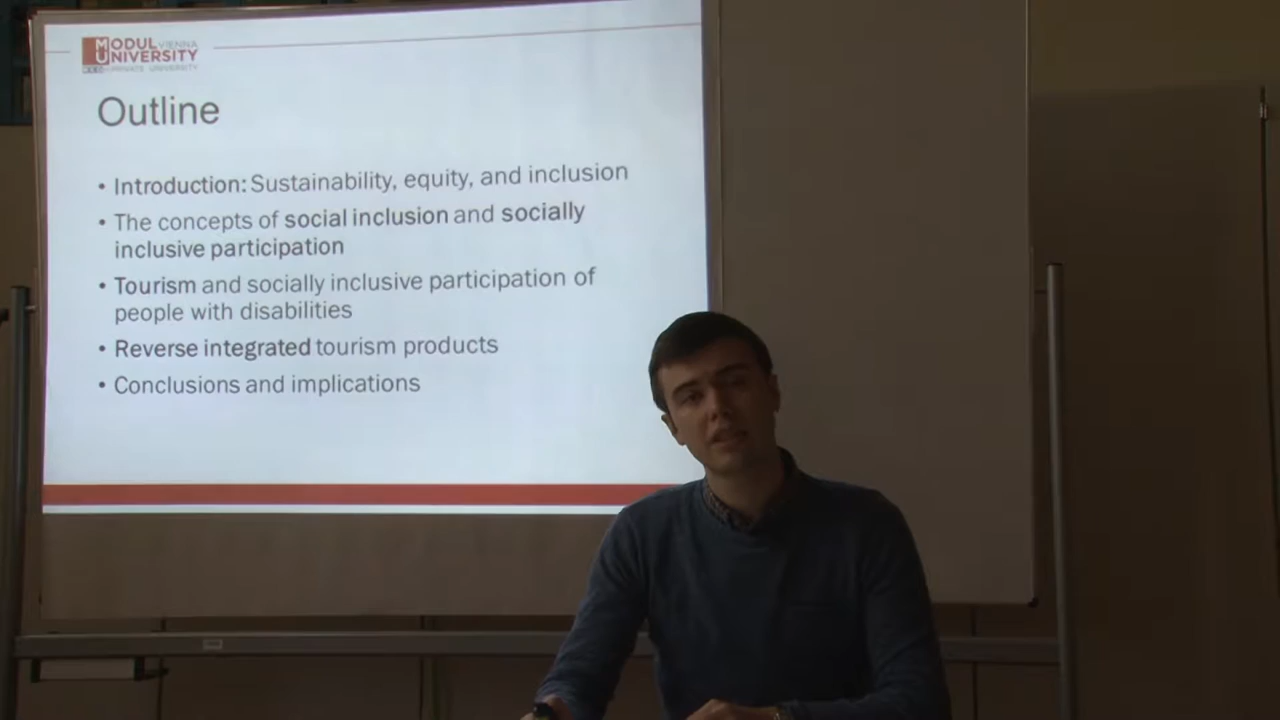 MODUL VIENNA
UNIVERSITY
PRIVATE UNIVERSITY
Outline
• Introduction: Sustainability, equity, and inclusion
• The concepts of social inclusion and socially
inclusive participation
• Tourism and socially inclusive participation of
people with disabilities
• Reverse integrated tourism products
• Conclusions and implications